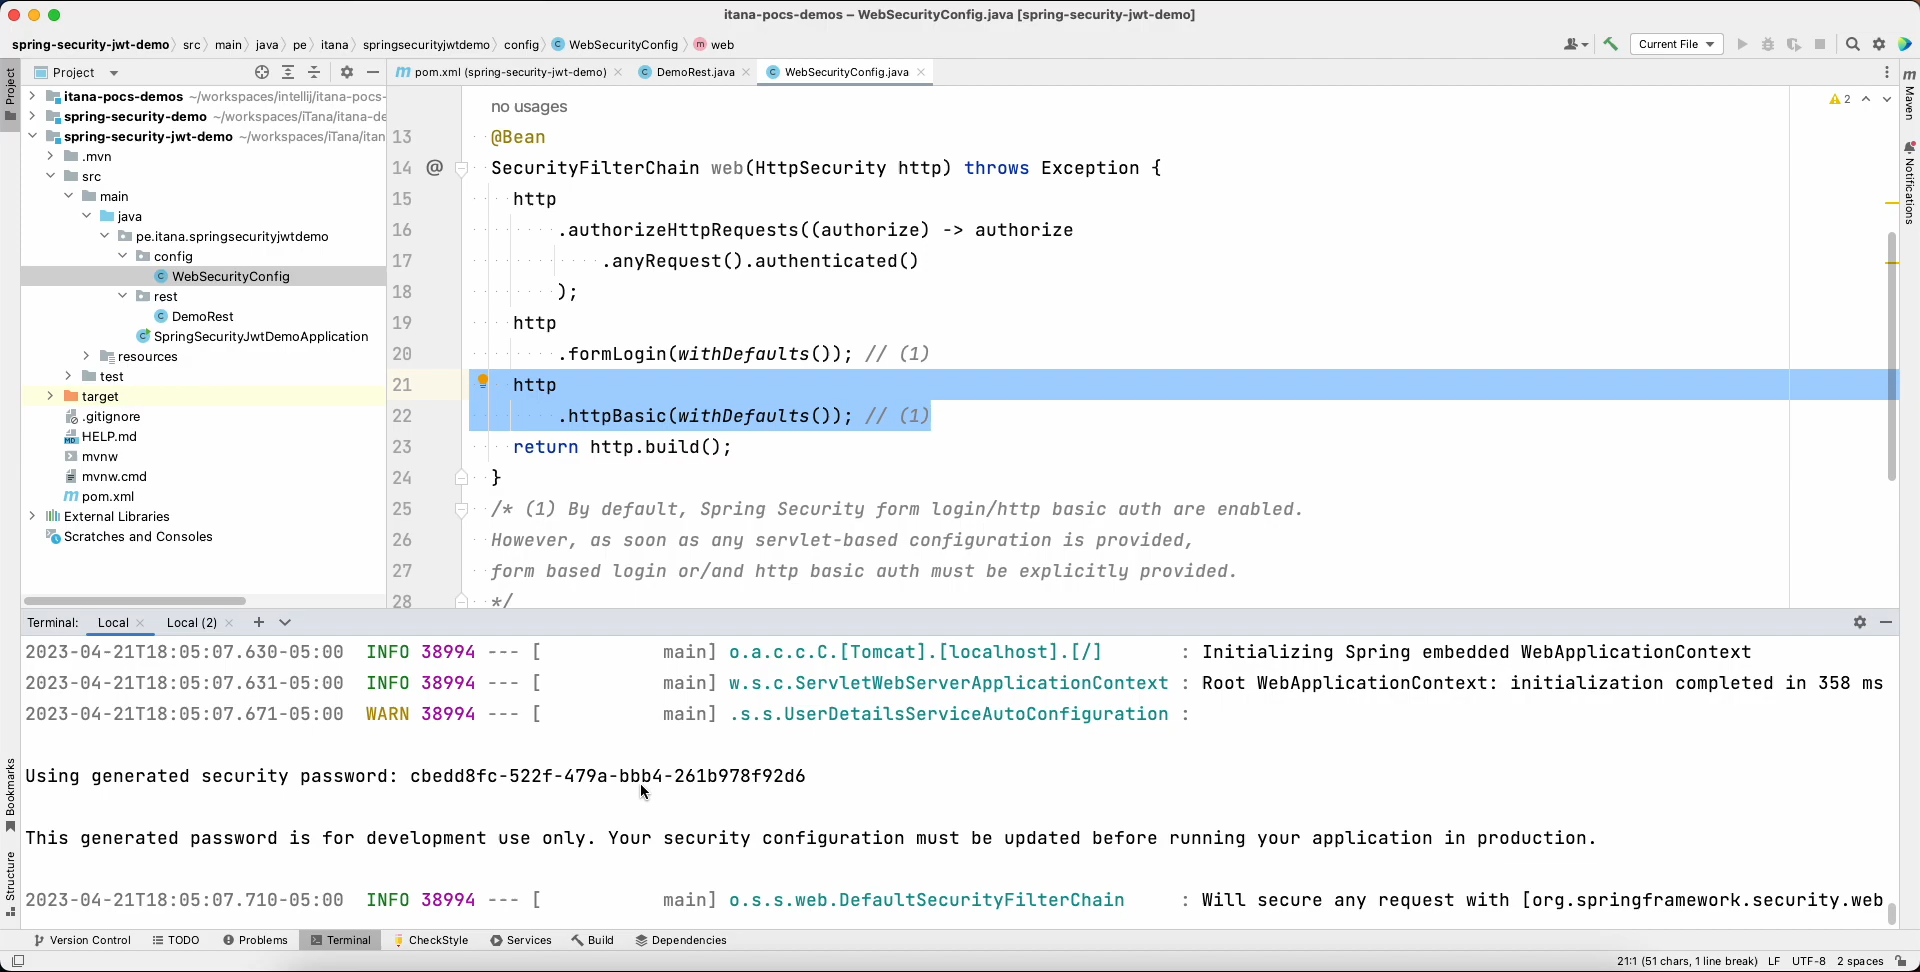 itana-pocs-demos – WebSecurityConfig.java [spring-security-jwt-demo]
spring-security-jwt-demo src main java pe itana springsecurityjwtdemo config WebSecurityConfig web
Current File
Project
pom.xml (spring-security-jwt-demo)
DemoRest.java
WebSecurityConfig.java
Project
Maven
Notifications
Bookmarks
Structure
itana-pocs-demos ~/workspaces/intellij/itana-pocs-
spring-security-demo ~/workspaces/iTana/itana-de
spring-security-jwt-demo ~/workspaces/iTana/itan
.mvn
src
main
java
pe.itana.springsecurityjwtdemo
config
WebSecurityConfig
rest
DemoRest
SpringSecurityJwtDemoApplication
resources
test
target
.gitignore
HELP.md
mvnw
mvnw.cmd
pom.xml
External Libraries
Scratches and Consoles
2
no usages
13 @Bean
14 @ SecurityFilterChain web(HttpSecurity http) throws Exception {
15 http
16 .authorizeHttpRequests((authorize) -> authorize
17 .anyRequest().authenticated()
18 );
19 http
20 .formLogin(withDefaults()); // (1)
21 http
22 .httpBasic(withDefaults()); // (1)
23 return http.build();
24 }
25 /* (1) By default, Spring Security form login/http basic auth are enabled.
26 However, as soon as any servlet-based configuration is provided,
27 form based login or/and http basic auth must be explicitly provided.
28 */
Terminal: Local Local (2)
2023-04-21T18:05:07.630-05:00 INFO 38994 --- [ main] o.a.c.c.C.[Tomcat].[localhost].[/] : Initializing Spring embedded WebApplicationContext
2023-04-21T18:05:07.631-05:00 INFO 38994 --- [ main] w.s.c.ServletWebServerApplicationContext : Root WebApplicationContext: initialization completed in 358 ms
2023-04-21T18:05:07.671-05:00 WARN 38994 --- [ main] .s.s.UserDetailsServiceAutoConfiguration :
Using generated security password: cbedd8fc-522f-479a-bbb4-261b978f92d6
This generated password is for development use only. Your security configuration must be updated before running your application in production.
2023-04-21T18:05:07.710-05:00 INFO 38994 --- [ main] o.s.s.web.DefaultSecurityFilterChain : Will secure any request with [org.springframework.security.web
Version Control TODO Problems Terminal CheckStyle Services Build Dependencies
21:1 (51 chars, 1 line break) LF UTF-8 2 spaces